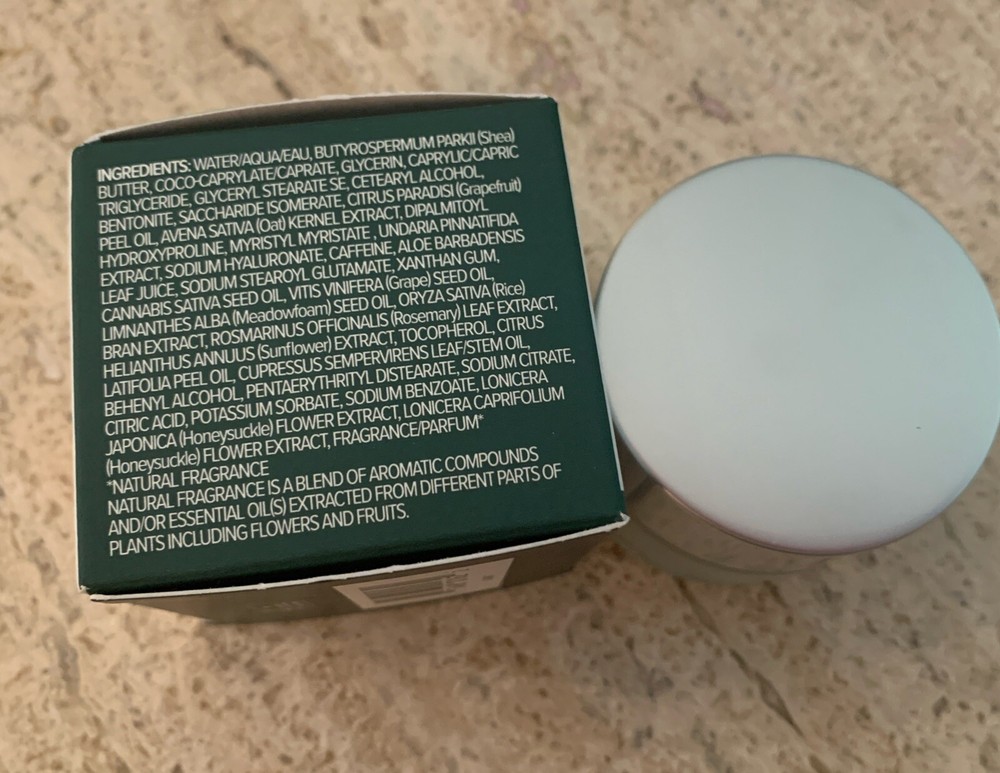 INGREDIENTS: WATER/AQUA/EAU, BUTYROSPERMUM PARKII (Shea)
BUTTER, COCO-CAPRYLATE/CAPRATE, GLYCERIN, CAPRYLIC/CAPRIC
TRIGLYCERIDE, GLYCERYL STEARATE SE, CETEARYL ALCOHOL,
BENTONITE, SACCHARIDE ISOMERATE, CITRUS PARADISI (Grapefruit)
PEEL OIL, AVENA SATIVA (Oat) KERNEL EXTRACT, DIPALMITOYL
HYDROXYPROLINE, MYRISTYL MYRISTATE , UNDARIA PINNATIFIDA
EXTRACT, SODIUM HYALURONATE, CAFFEINE, ALOE BARBADENSIS
LEAF JUICE, SODIUM STEAROYL GLUTAMATE, XANTHAN GUM,
CANNABIS SATIVA SEED OIL, VITIS VINIFERA (Grape) SEED OIL,
LIMNANTHES ALBA (Meadowfoam) SEED OIL, ORYZA SATIVA (Rice)
BRAN EXTRACT, ROSMARINUS OFFICINALIS (Rosemary) LEAF EXTRACT,
HELIANTHUS ANNUUS (Sunflower) EXTRACT, TOCOPHEROL, CITRUS
LATIFOLIA PEEL OIL, CUPRESSUS SEMPERVIRENS LEAF/STEM OIL,
BEHENYL ALCOHOL, PENTAERYTHRITYL DISTEARATE, SODIUM CITRATE,
CITRIC ACID, POTASSIUM SORBATE, SODIUM BENZOATE, LONICERA
JAPONICA (Honeysuckle) FLOWER EXTRACT, LONICERA CAPRIFOLIUM
(Honeysuckle) FLOWER EXTRACT, FRAGRANCE/PARFUM*
*NATURAL FRAGRANCE
NATURAL FRAGRANCE IS A BLEND OF AROMATIC COMPOUNDS
AND/OR ESSENTIAL OIL(S) EXTRACTED FROM DIFFERENT PARTS OF
PLANTS INCLUDING FLOWERS AND FRUITS.